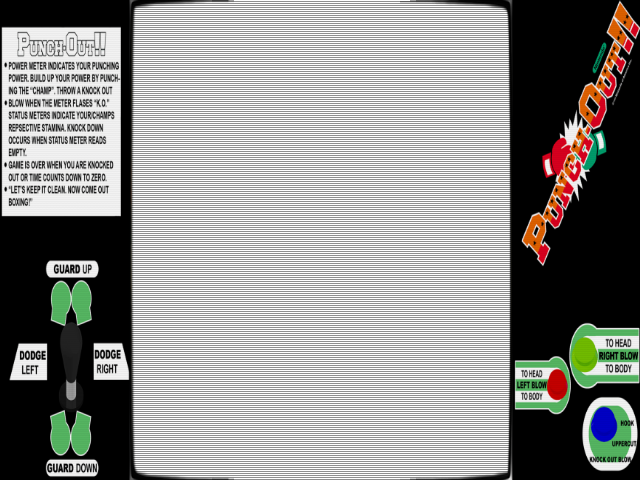 PUNCH-OUT!!
• POWER METER INDICATES YOUR PUNCHING
POWER. BUILD UP YOUR POWER BY PUNCH-
ING THE "CHAMP". THROW A KNOCK OUT
• BLOW WHEN THE METER FLASES "K.O."
STATUS METERS INDICATE YOUR/CHAMPS
REPSECTIVE STAMINA. KNOCK DOWN
OCCURS WHEN STATUS METER READS
EMPTY.
• GAME IS OVER WHEN YOU ARE KNOCKED
OUT OR TIME COUNTS DOWN TO ZERO.
• "LET'S KEEP IT CLEAN. NOW COME OUT
BOXING!"
GUARD UP
DODGE
LEFT
DODGE
RIGHT
GUARD DOWN
PUNCH-OUT!!
TO HEAD
RIGHT BLOW
TO BODY
TO HEAD
LEFT BLOW
TO BODY
HOOK
UPPERCUT
KNOCK OUT BLOW